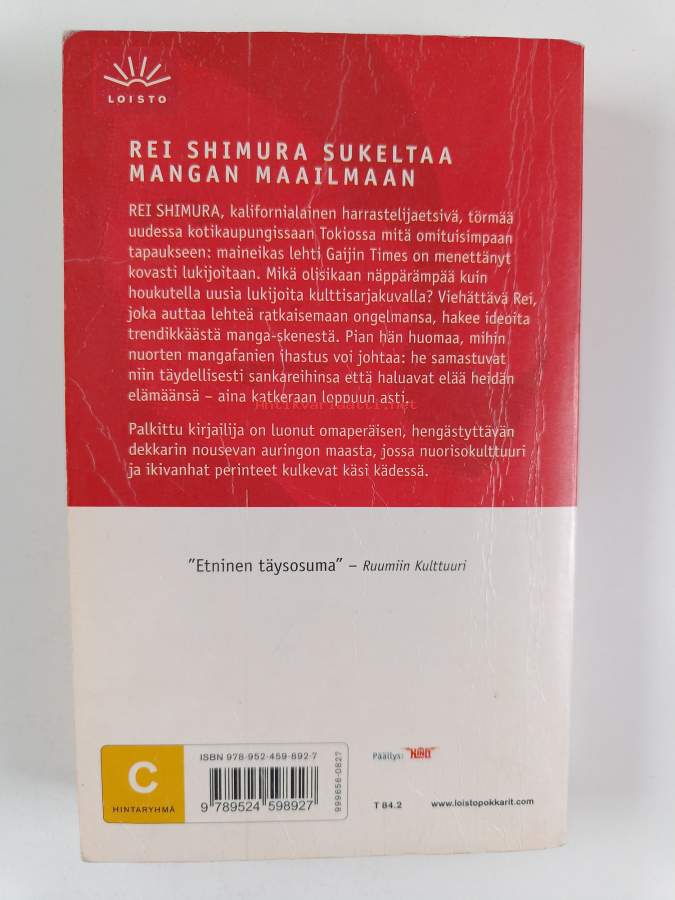 LOISTO
REI SHIMURA SUKELTAA
MANGAN MAAILMAAN
REI SHIMURA, kalifornialainen harrastelijaetsivä, törmää
uudessa kotikaupungissaan Tokiossa mitä omituisimpaan
tapaukseen: maineikas lehti Gaijin Times on menettänyt
kovasti lukijoitaan. Mikä olisikaan näppärämpää kuin
houkutella uusia lukijoita kulttisarjakuvalla? Viehättävä Rei,
joka auttaa lehteä ratkaisemaan ongelmansa, hakee ideoita
trendikkäästä manga-skenestä. Pian hän huomaa, mihin
nuorten mangafanien ihastus voi johtaa: he samastuvat
niin täydellisesti sankareihinsa että haluavat elää heidän
elämäänsä – aina katkeraan loppuun asti.
Antikvariaatti.net
Palkittu kirjailija on luonut omaperäisen, hengästyttävän
dekkarin nousevan auringon maasta, jossa nuorisokulttuuri
ja ikivanhat perinteet kulkevat käsi kädessä.
"Etninen täysosuma" – Ruumiin Kulttuuri
C
HINTARYHMÄ
ISBN 978-952-459-892-7
9 789524 598927
999656-0827
Päällys:
T 84.2
www.loistopokkarit.com